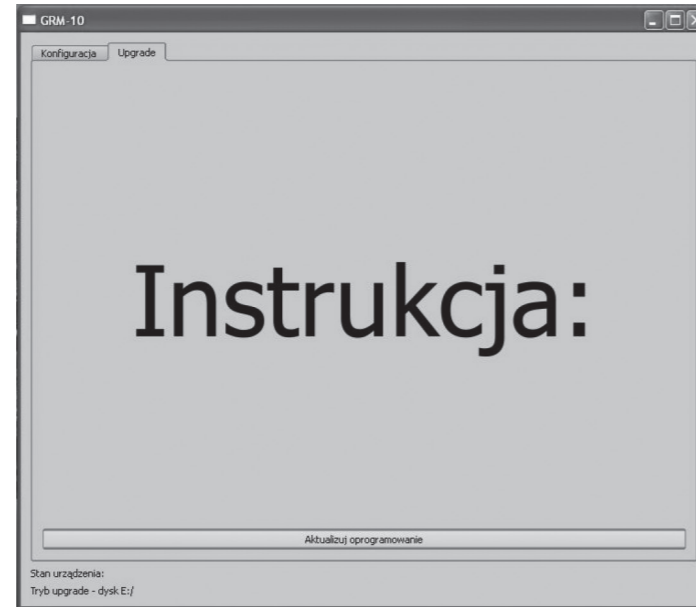 GRM-10
Konfiguracja Upgrade
Instrukcja:
Aktualizuj oprogramowanie
Stan urządzenia:
Tryb upgrade - dysk E:/